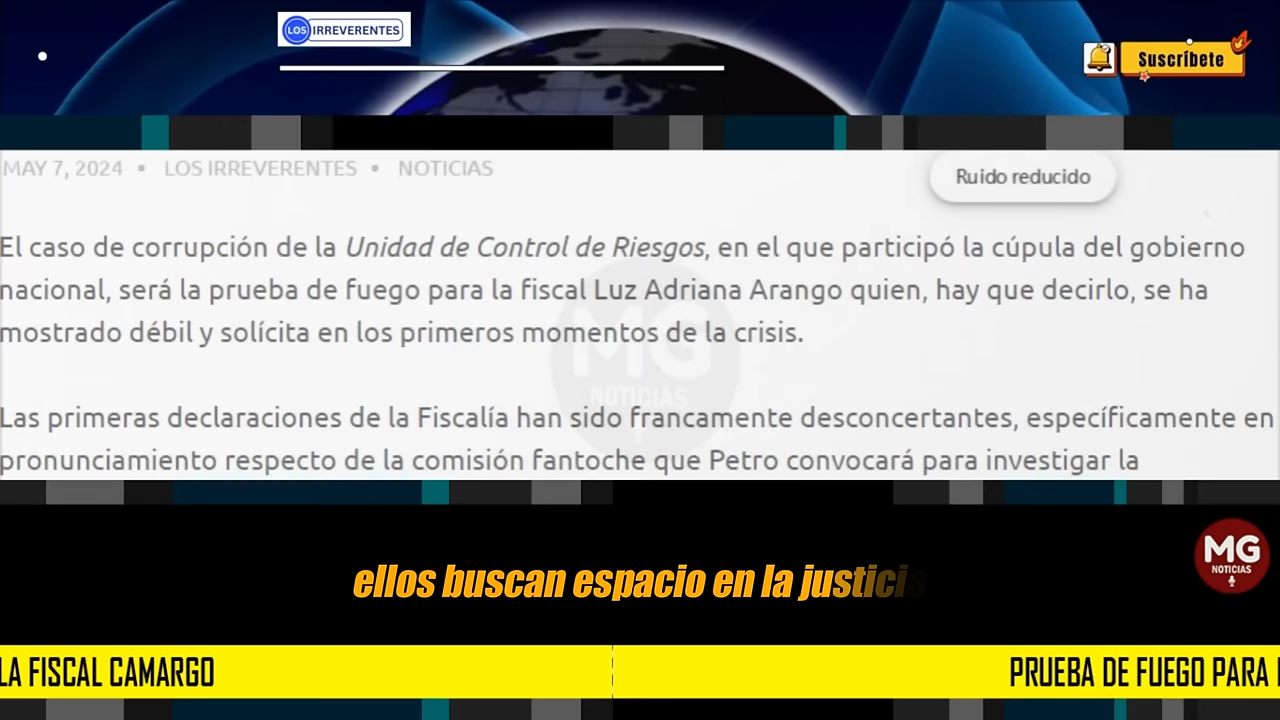 LOS IRREVERENTES
Suscríbete
MAY 7, 2024 • LOS IRREVERENTES • NOTICIAS
Ruido reducido
El caso de corrupción de la Unidad de Control de Riesgos, en el que participó la cúpula del gobierno
nacional, será la prueba de fuego para la fiscal Luz Adriana Arango quien, hay que decirlo, se ha
mostrado débil y solícita en los primeros momentos de la crisis.
MG
NOTICIAS
Las primeras declaraciones de la Fiscalía han sido francamente desconcertantes, específicamente en
pronunciamiento respecto de la comisión fantoche que Petro convocará para investigar la
MG
NOTICIAS
ellos buscan espacio en la justici
LA FISCAL CAMARGO
PRUEBA DE FUEGO PARA